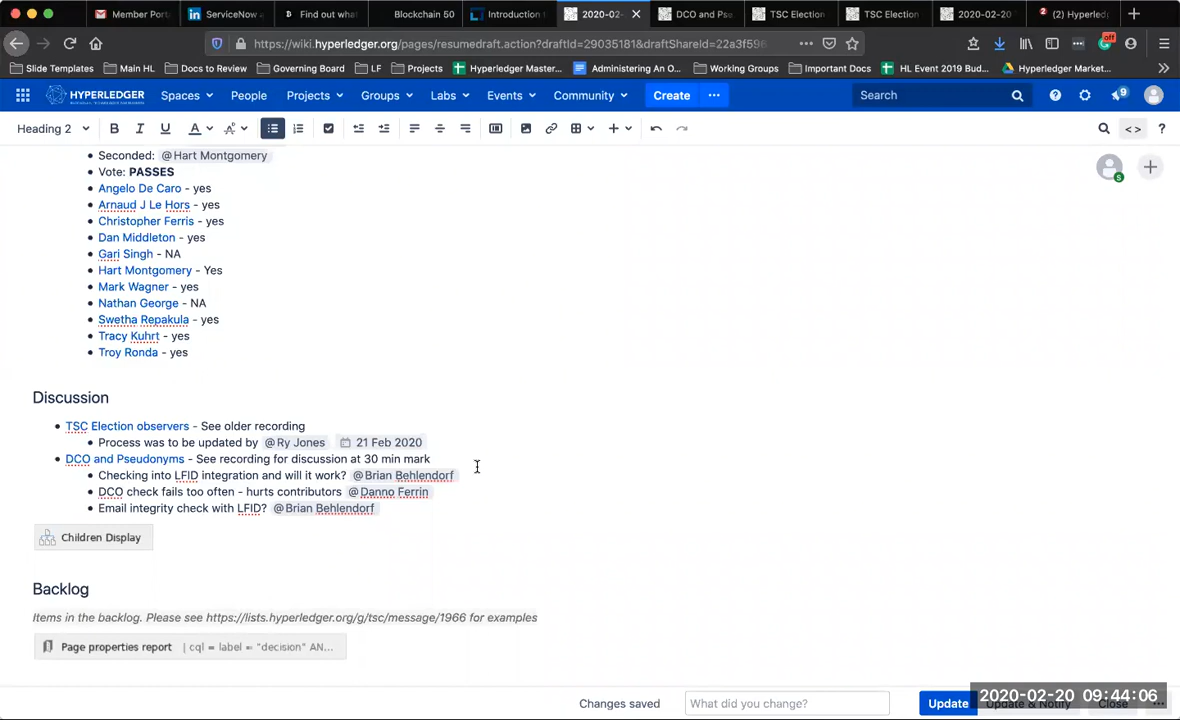 Member Port
ServiceNow
Find out what
Blockchain 50
Introduction
2020-02-
DCO and Pse
TSC Election
TSC Election
2020-02-20
(2) Hyperled
https://wiki.hyperledger.org/pages/resumedraft.action?draftId=29035181&draftShareId=22a3f596
off
Slide Templates
Main HL
Docs to Review
Governing Board
LF
Projects
Hyperledger Master...
Administering An O...
Working Groups
Important Docs
HL Event 2019 Bud...
Hyperledger Market...
HYPERLEDGER
Spaces
People
Projects
Groups
Labs
Events
Community
Create
Search
9
Heading 2
B I U A
Seconded: @Hart Montgomery
Vote: PASSES
Angelo De Caro - yes
Arnaud J Le Hors - yes
Christopher Ferris - yes
Dan Middleton - yes
Gari Singh - NA
Hart Montgomery - Yes
Mark Wagner - yes
Nathan George - NA
Swetha Repakula - yes
Tracy Kuhrt - yes
Troy Ronda - yes
S
Discussion
TSC Election observers - See older recording
Process was to be updated by @Ry Jones 21 Feb 2020
DCO and Pseudonyms - See recording for discussion at 30 min mark
Checking into LFID integration and will it work? @Brian Behlendorf
DCO check fails too often - hurts contributors @Danno Ferrin
Email integrity check with LFID? @Brian Behlendorf
Children Display
Backlog
Items in the backlog. Please see https://lists.hyperledger.org/g/tsc/message/1966 for examples
Page properties report | cql = label = "decision" AN...
Changes saved
What did you change?
Update
Update & Notify
Close
2020-02-20 09:44:06